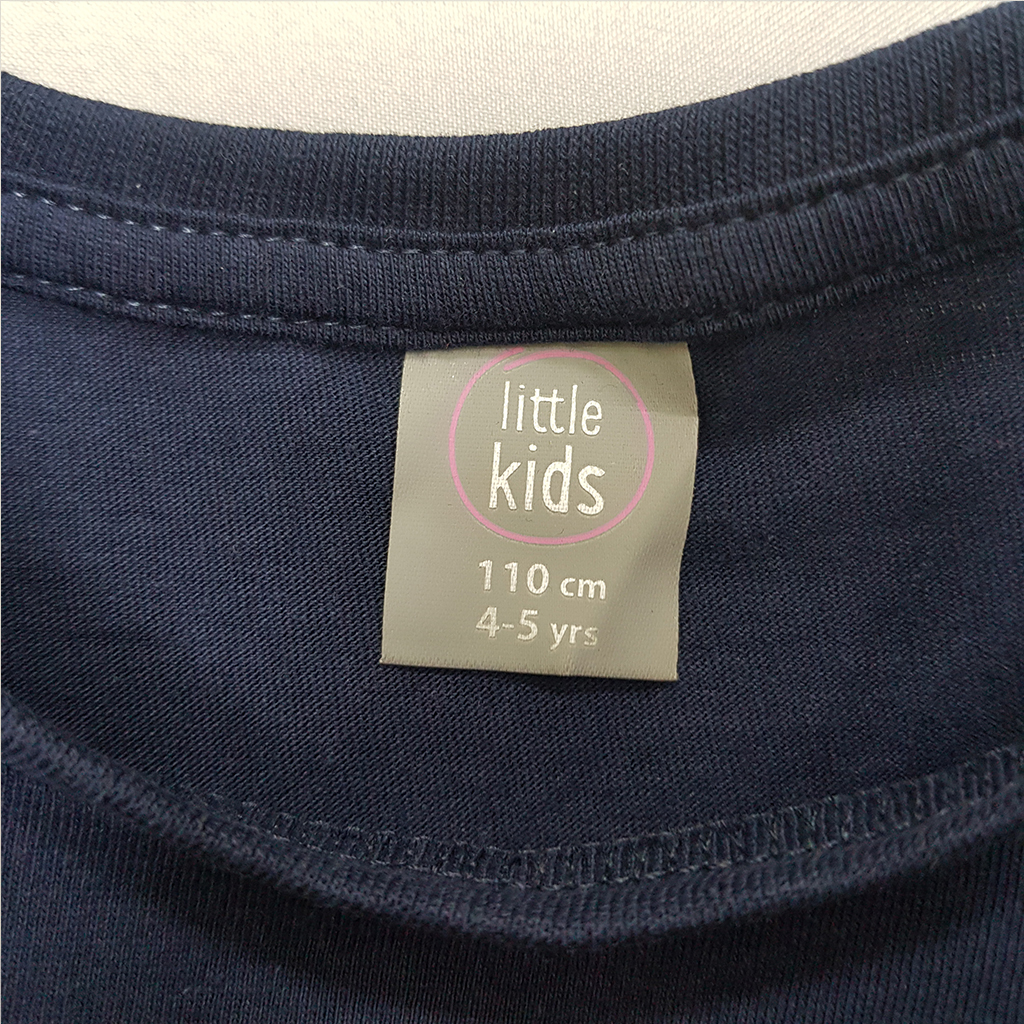 little
kids
110 cm
4-5 yrs